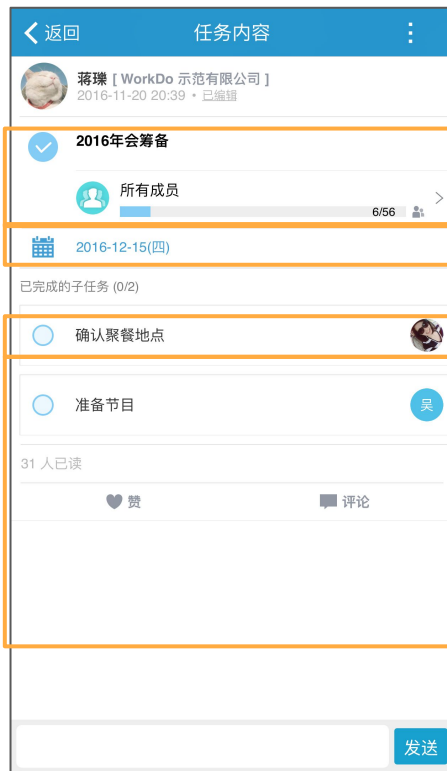 返回
任务内容
蒋瑮 [ WorkDo 示范有限公司 ]
2016-11-20 20:39 • 已编辑
2016年会筹备
所有成员
6/56
2016-12-15(四)
已完成的子任务 (0/2)
确认聚餐地点
准备节目
吴
31 人已读
赞
评论
发送